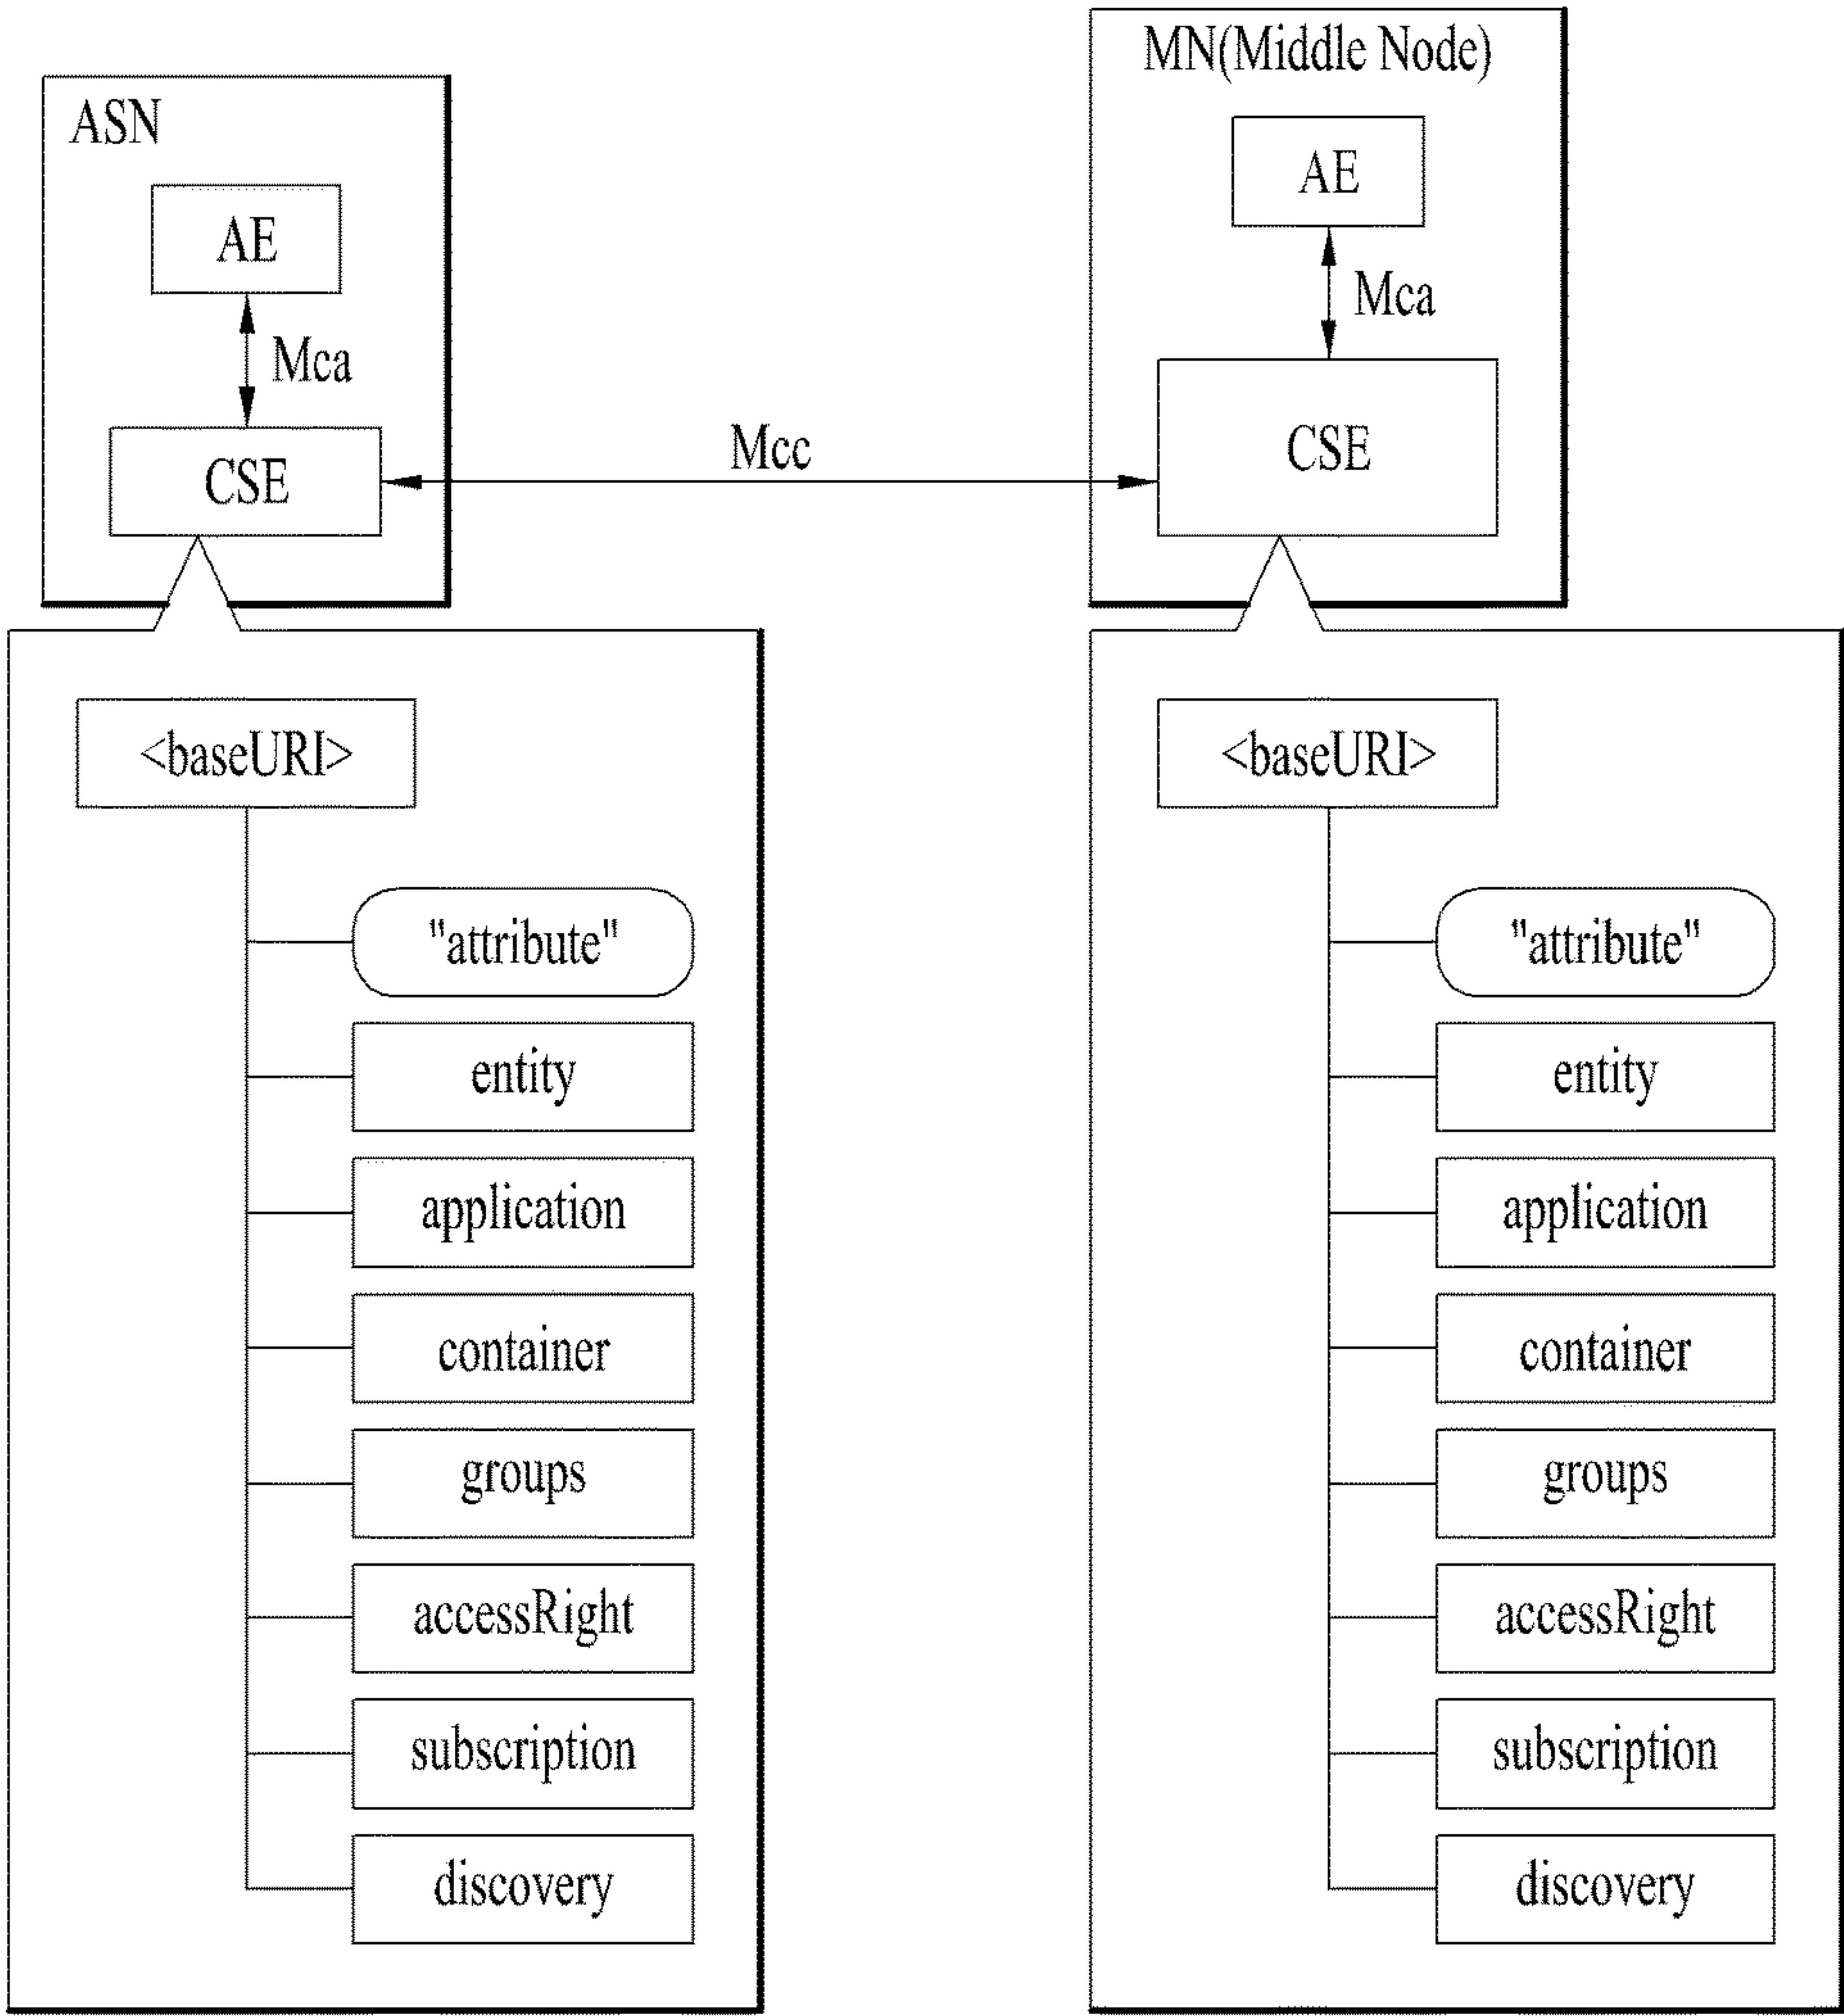 ASN
AE
Mca
CSE
Mcc
MN(Middle Node)
AE
Mca
CSE
<baseURI>
"attribute"
entity
application
container
groups
accessRight
subscription
discovery
<baseURI>
"attribute"
entity
application
container
groups
accessRight
subscription
discovery